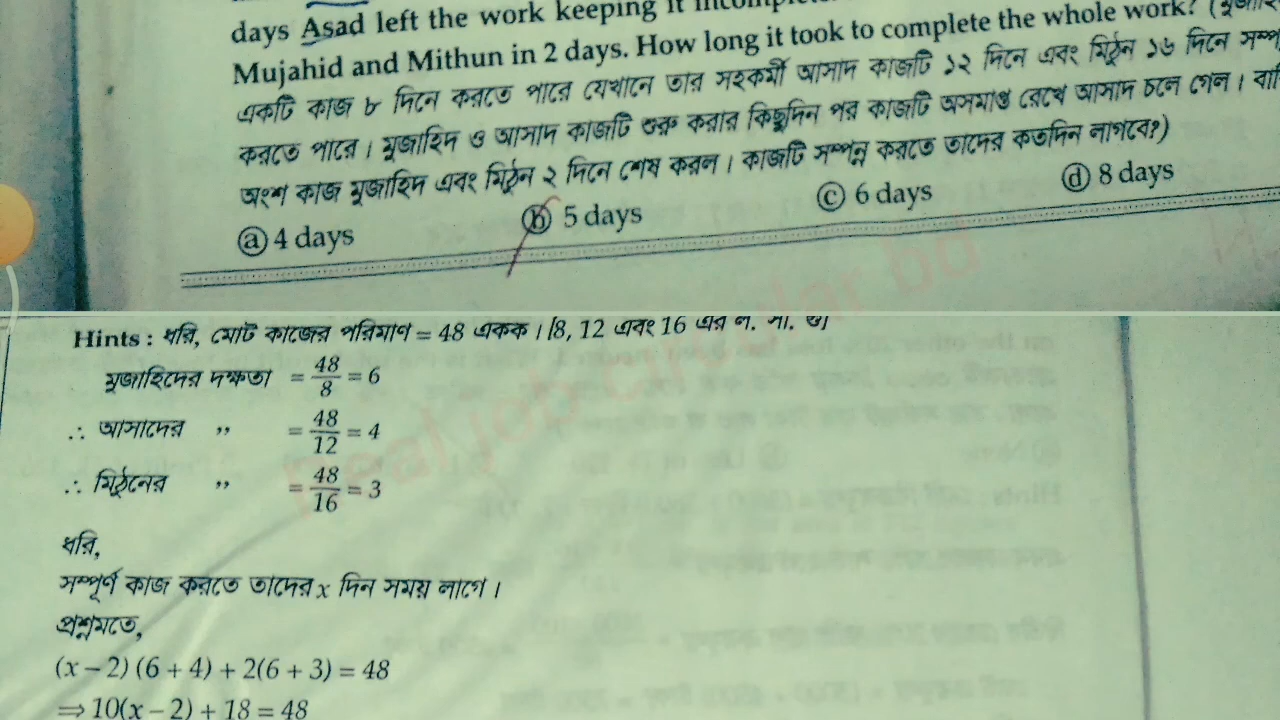 days Asad left the work keeping it
Mujahid and Mithun in 2 days. How long it took to complete the whole work?
একটি কাজ ৮ দিনে করতে পারে যেখানে তার সহকর্মী আসাদ কাজটি ১২ দিনে এবং মিঠুন ১৬ দিনে
করতে পারে। মুজাহিদ ও আসাদ কাজটি শুরু করার কিছুদিন পর কাজটি অসমাপ্ত রেখে আসাদ চলে গেল।
অংশ কাজ মুজাহিদ এবং মিঠুন ২ দিনে শেষ করল। কাজটি সম্পন্ন করতে তাদের কতদিন লাগবে?)
ⓐ 4 days ⓑ 5 days ⓒ 6 days ⓓ 8 days
Hints : ধরি, মোট কাজের পরিমাণ = 48 একক। [8, 12 এবং 16 এর ল. সা. গু
মুজাহিদের দক্ষতা = 48/8 = 6
∴ আসাদের ,, = 48/12 = 4
∴ মিঠুনের ,, = 48/16 = 3
ধরি,
সম্পূর্ণ কাজ করতে তাদের x দিন সময় লাগে।
প্রশ্নমতে,
(x – 2) (6 + 4) + 2(6 + 3) = 48
⇒ 10(x – 2) + 18 = 48